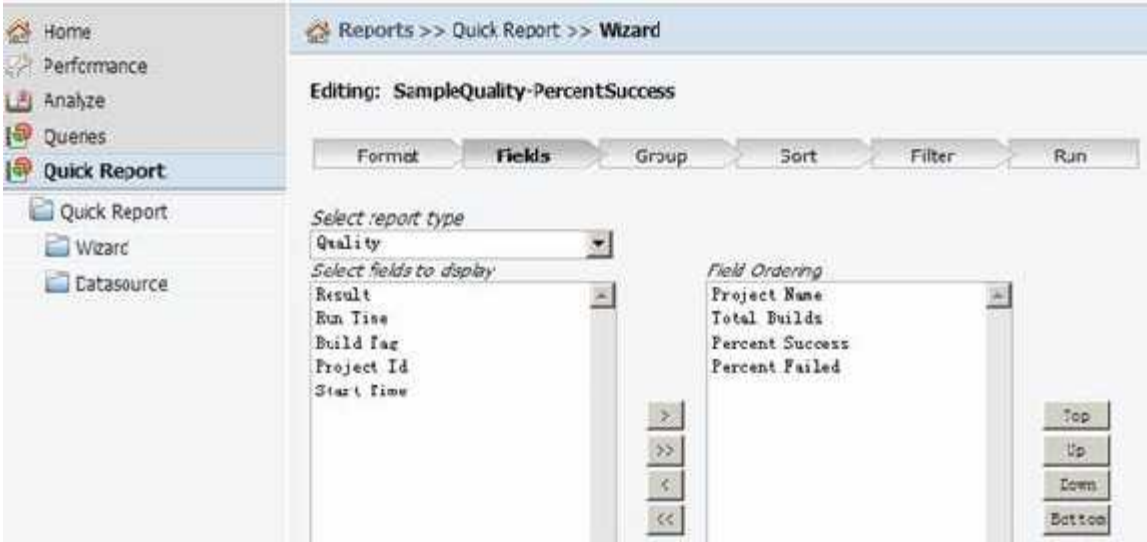 Home
Performance
Analyze
Queries
Quick Report
Quick Report
Wizard
Datasource
Reports >> Quick Report >> Wizard
Editing: SampleQuality-PercentSuccess
Format
Fields
Group
Sort
Filter
Run
Select report type
Quality
Select fields to display
Result
Run Time
Build Tag
Project Id
Start Time
>
>>
<
<<
Field Ordering
Project Name
Total Builds
Percent Success
Percent Failed
Top
Up
Down
Bottom